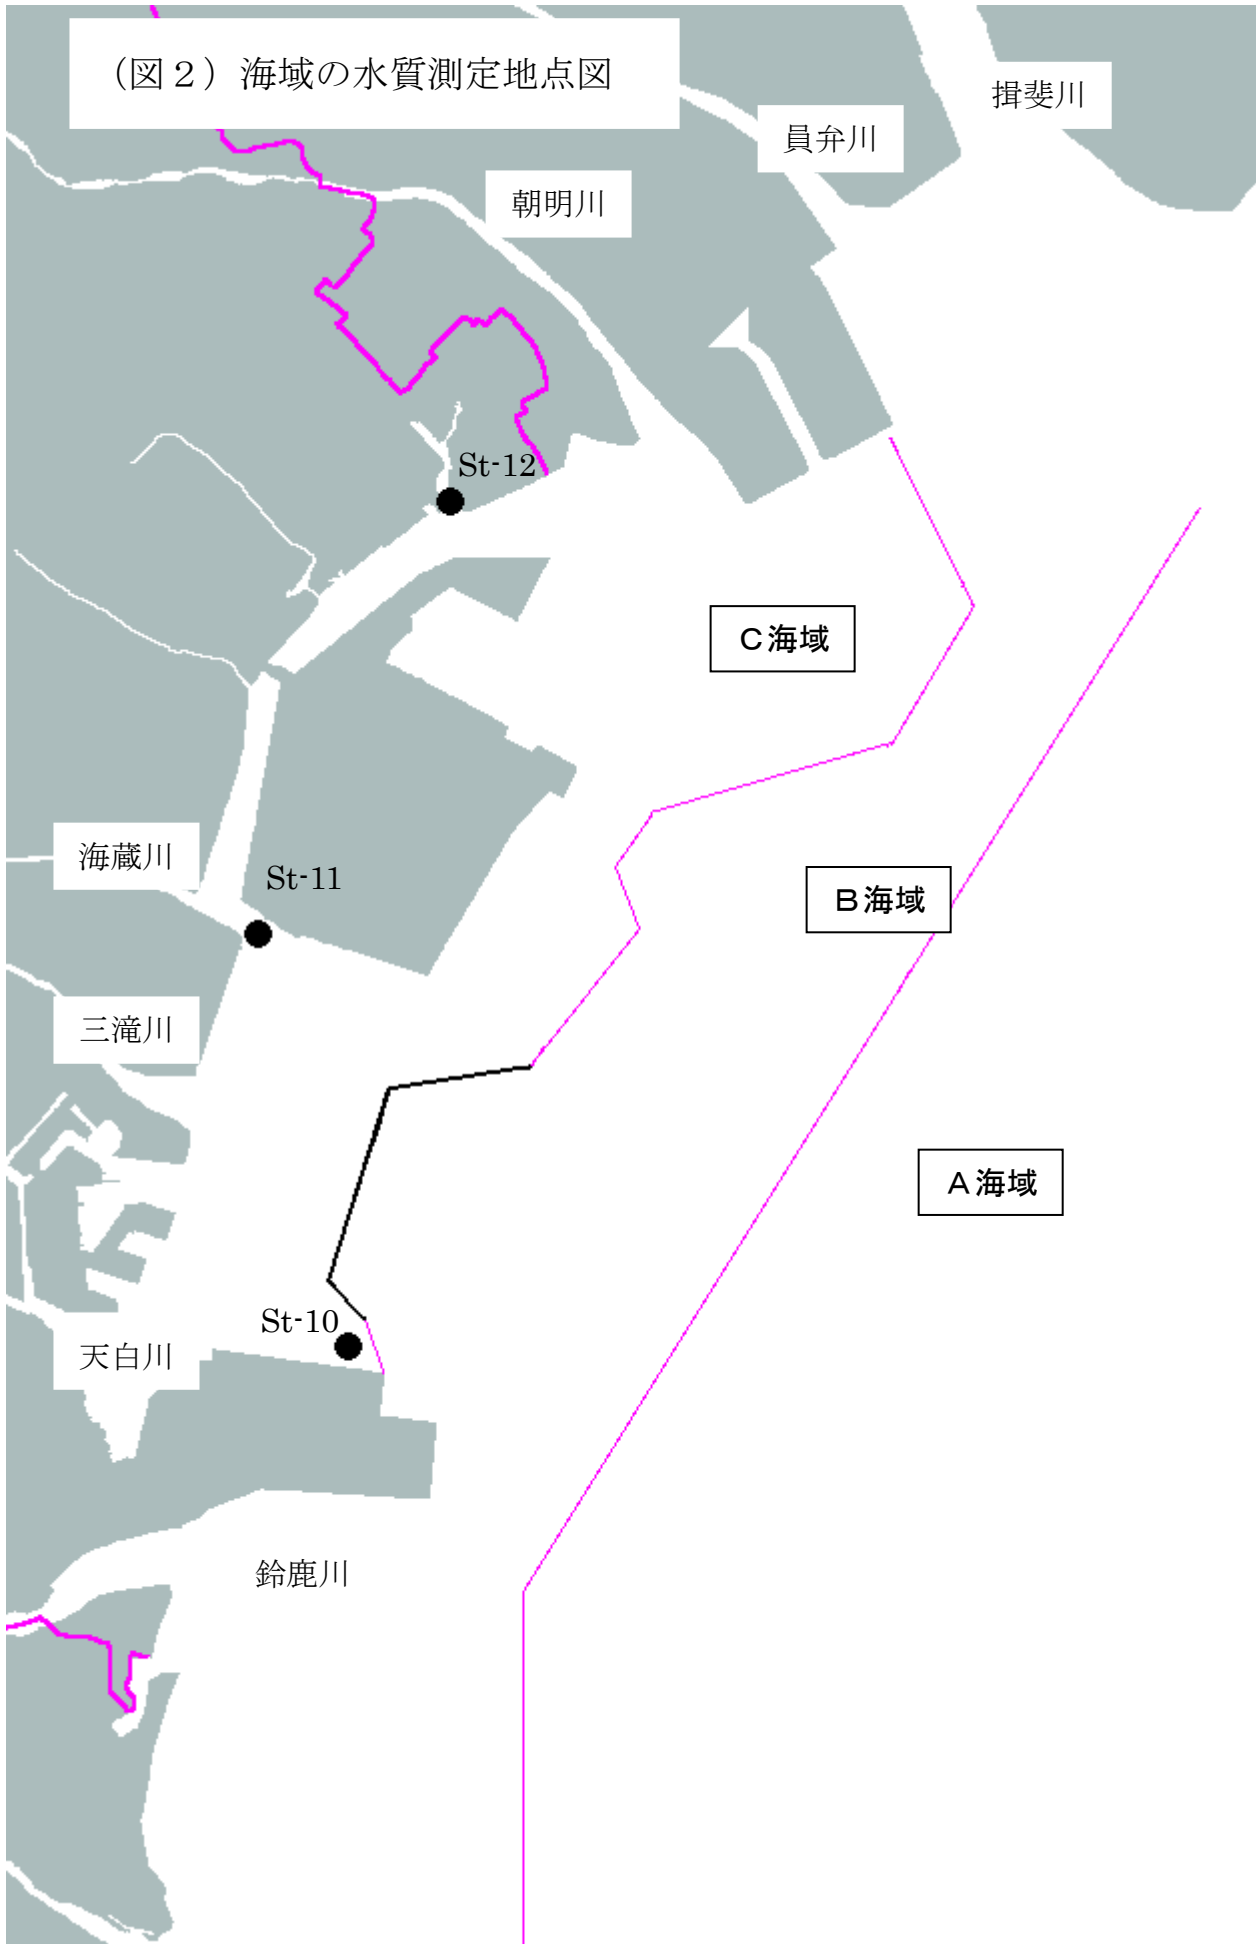 （図２）海域の水質測定地点図
揖斐川
員弁川
朝明川
St-12
Ｃ海域
海蔵川
St-11
Ｂ海域
三滝川
Ａ海域
St-10
天白川
鈴鹿川